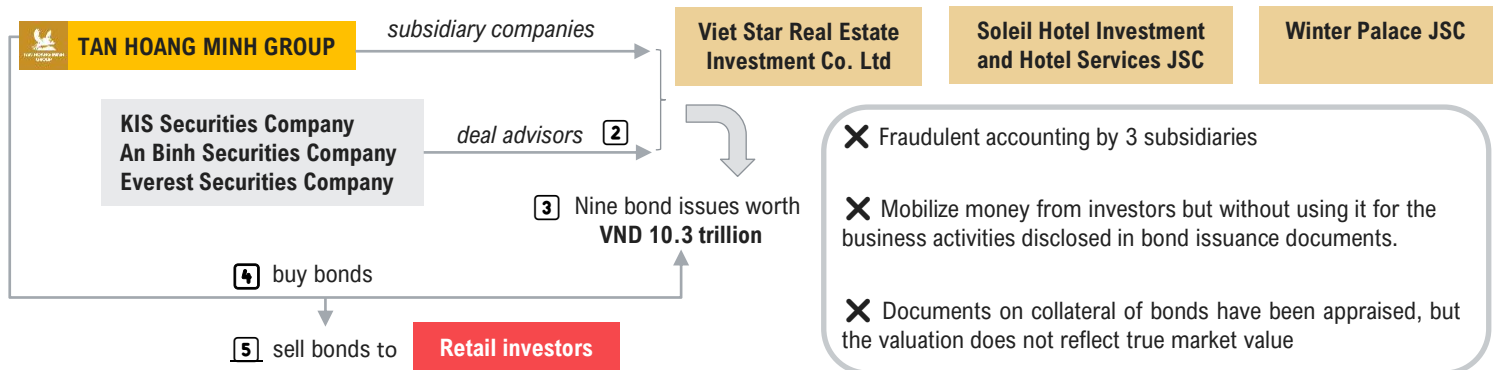 TAN HOANG MINH GROUP
TAN HOANG MINH
GROUP
subsidiary companies
Viet Star Real Estate
Investment Co. Ltd
Soleil Hotel Investment
and Hotel Services JSC
Winter Palace JSC
KIS Securities Company
An Binh Securities Company
Everest Securities Company
deal advisors 2
3 Nine bond issues worth
VND 10.3 trillion
4 buy bonds
5 sell bonds to
Retail investors
Fraudulent accounting by 3 subsidiaries
Mobilize money from investors but without using it for the
business activities disclosed in bond issuance documents.
Documents on collateral of bonds have been appraised, but
the valuation does not reflect true market value